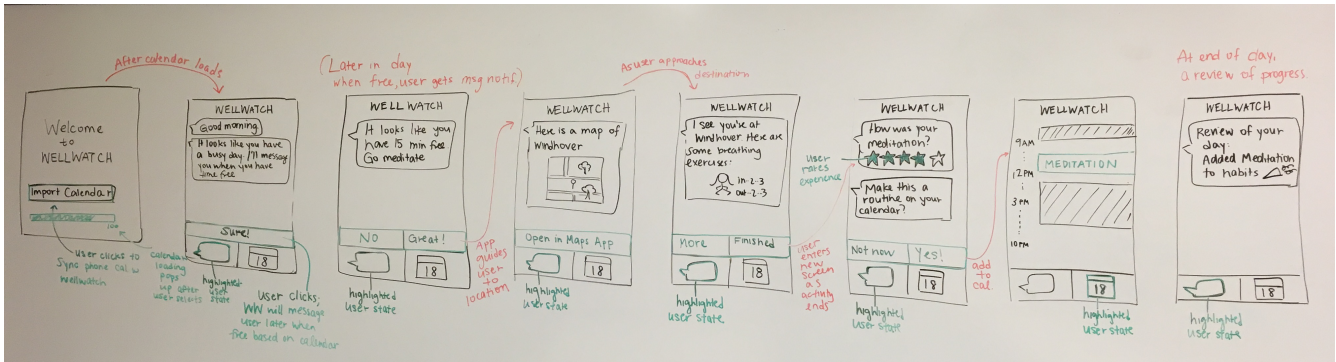 After calendar loads
Welcome
to
WELLWATCH
Import Calendar
100
user clicks to
Sync phone cal w
wellwatch
calendar
loading
pops
up after
user selects
WELLWATCH
Good morning
It looks like you have
a busy day. I'll message
you when you have
time free
Sure!
18
highlighted
user state
user clicks,
WW will message
user later when
free based on calendar
(Later in day
when free, user gets msg notif)
WELLWATCH
It looks like you
have 15 min free
Go meditate
NO
Great!
18
highlighted
user state
App
guides
user
to
location
WELLWATCH
Here is a map of
windhover
Open in Maps App
18
highlighted
user state
As user approaches
destination
WELLWATCH
I see you're at
windhover Here are
some breathing
exercises:
in-2-3
out-2-3
More
Finished
18
highlighted
user state
user
enters
new
screen
as
activity
ends
WELLWATCH
How was your
meditation?
user
rates
experience
Make this a
routine on your
calendar?
Not now
Yes!
18
highlighted
user state
add
to
cal.
WELLWATCH
9AM
MEDITATION
12 PM
3 PM
10PM
18
highlighted
user state
At end of day,
a review of progress
WELLWATCH
Review of your
day:
Added Meditation
to habits
18
highlighted
user state